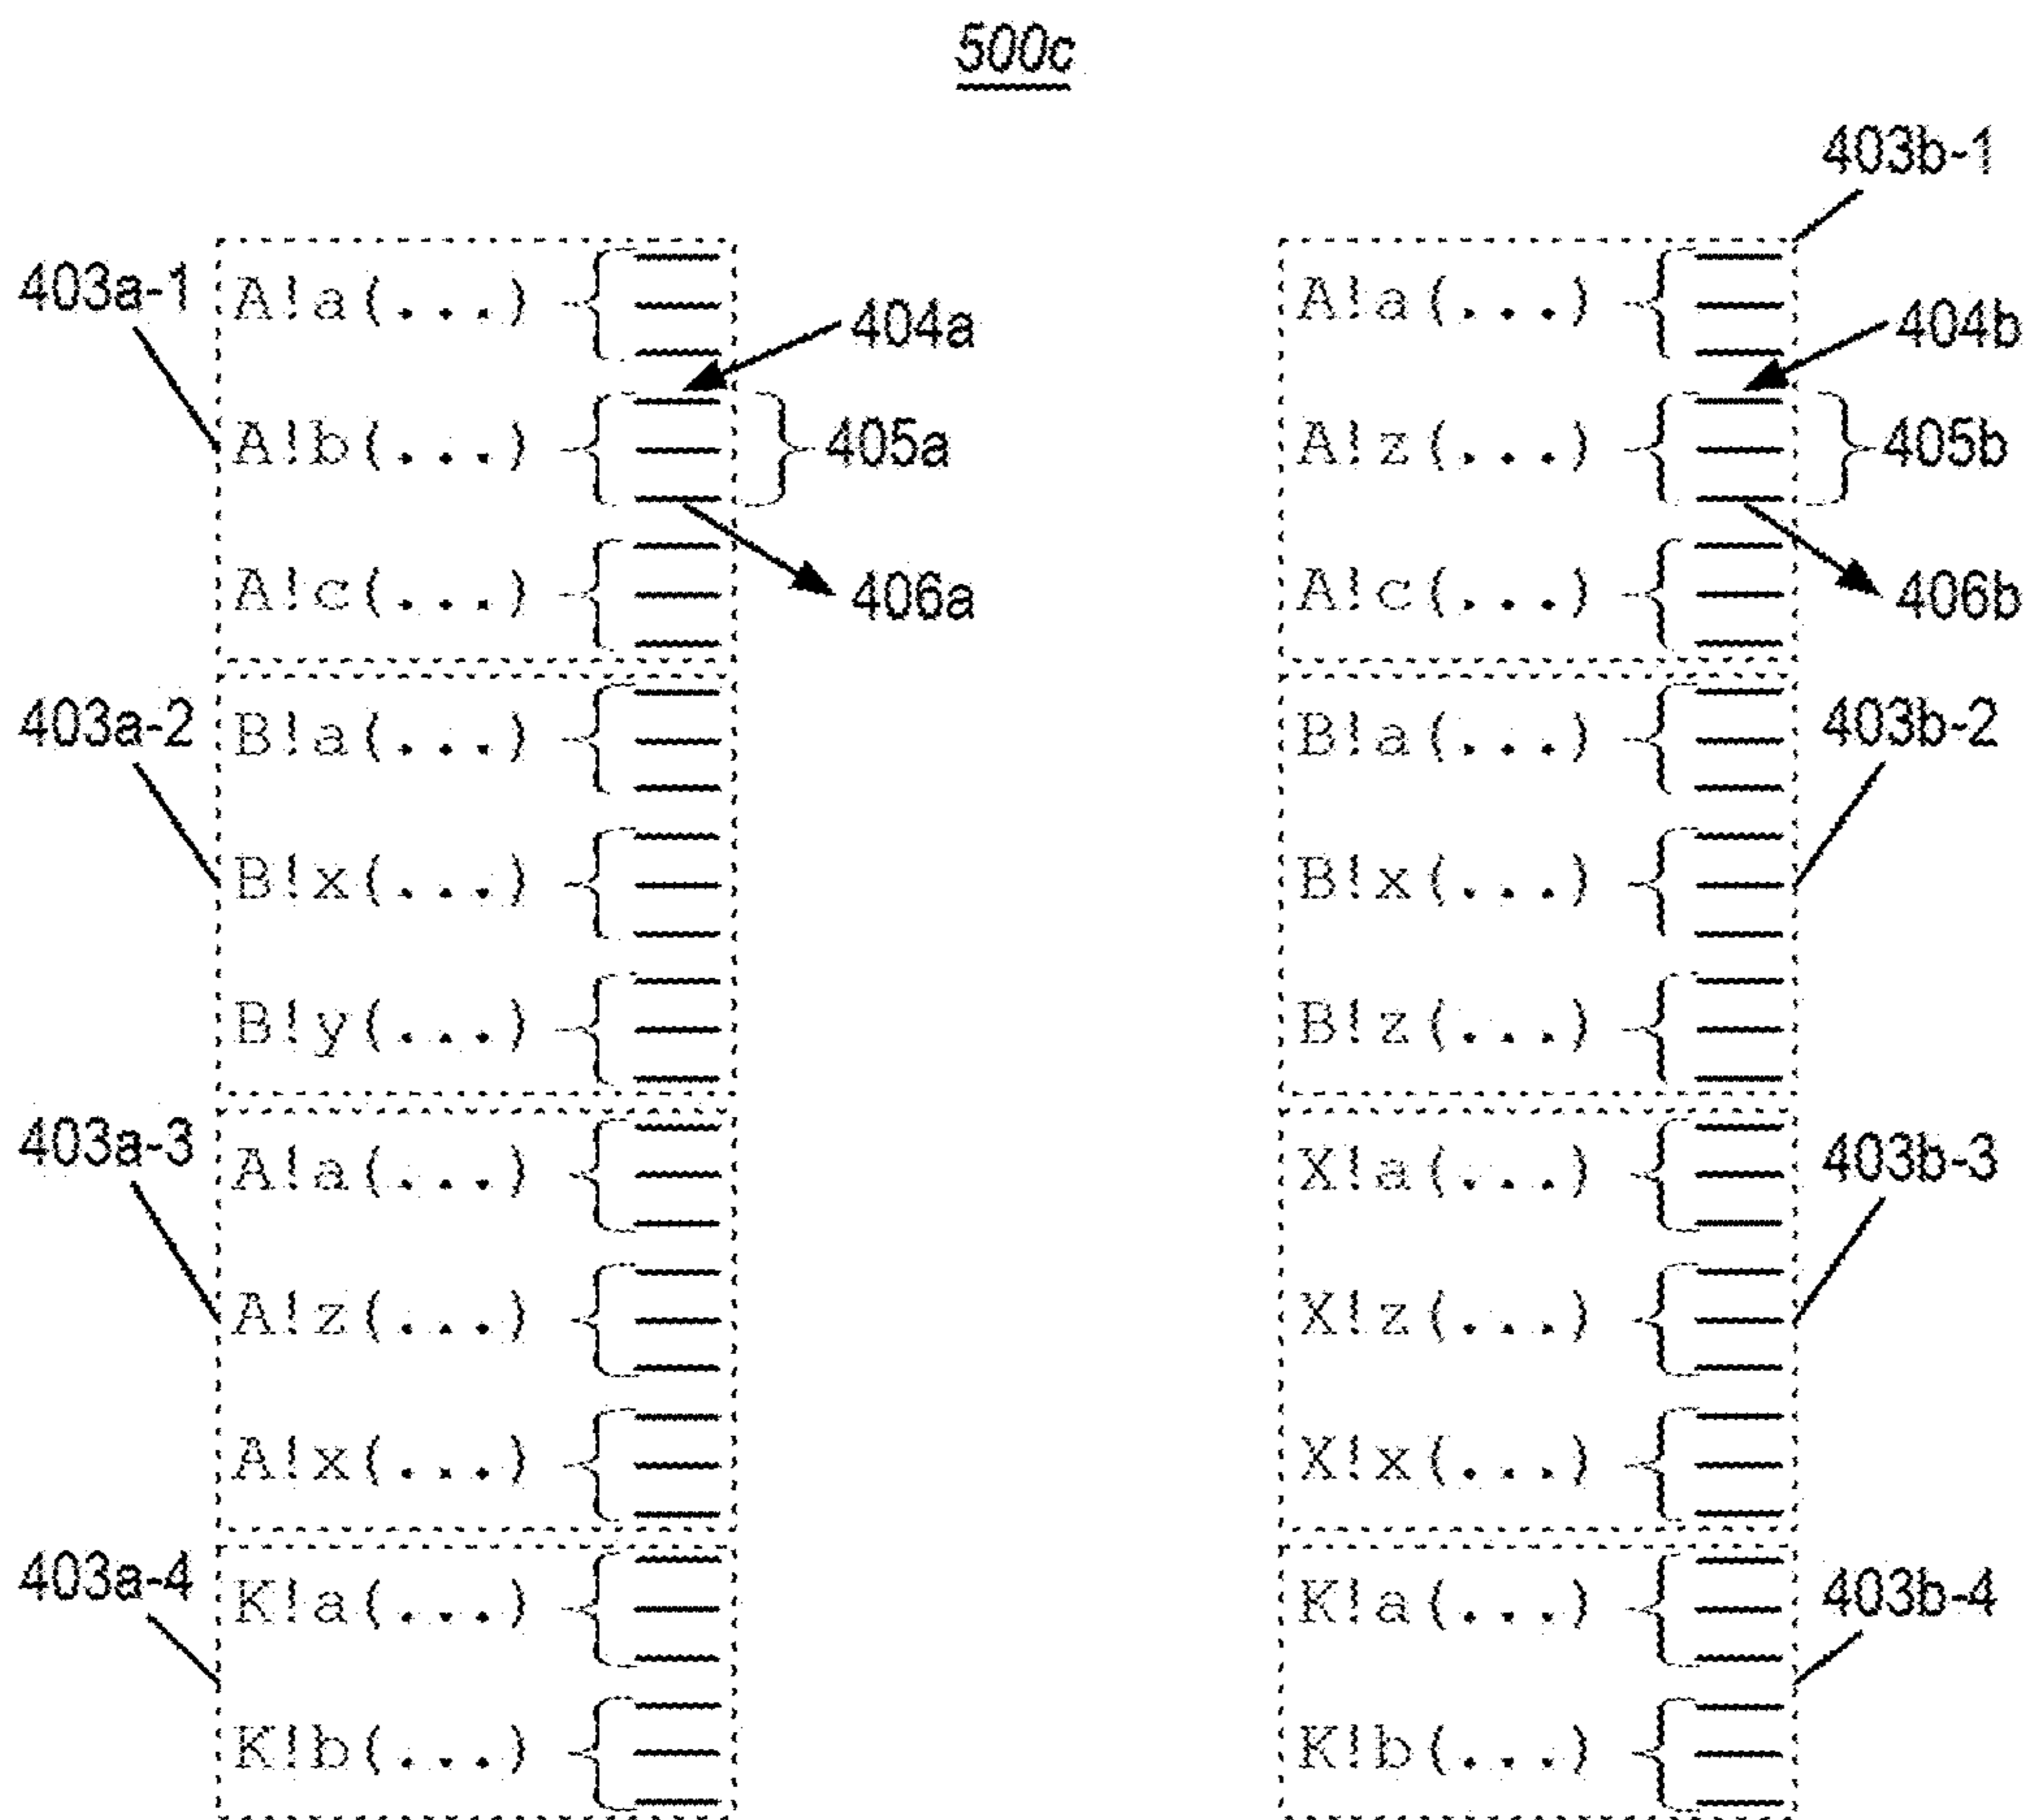 500c
403b-1
403a-1 A!a(...) A!a(...)
404a 404b
A!b(...) 405a A!z(...) 405b
A!c(...) 406a A!c(...) 406b
403a-2 B!a(...) B!a(...) 403b-2
B!x(...) B!x(...)
B!y(...) B!z(...)
403a-3 A!a(...) X!a(...) 403b-3
A!z(...) X!z(...)
A!x(...) X!x(...)
403a-4 K!a(...) K!a(...) 403b-4
K!b(...) K!b(...)